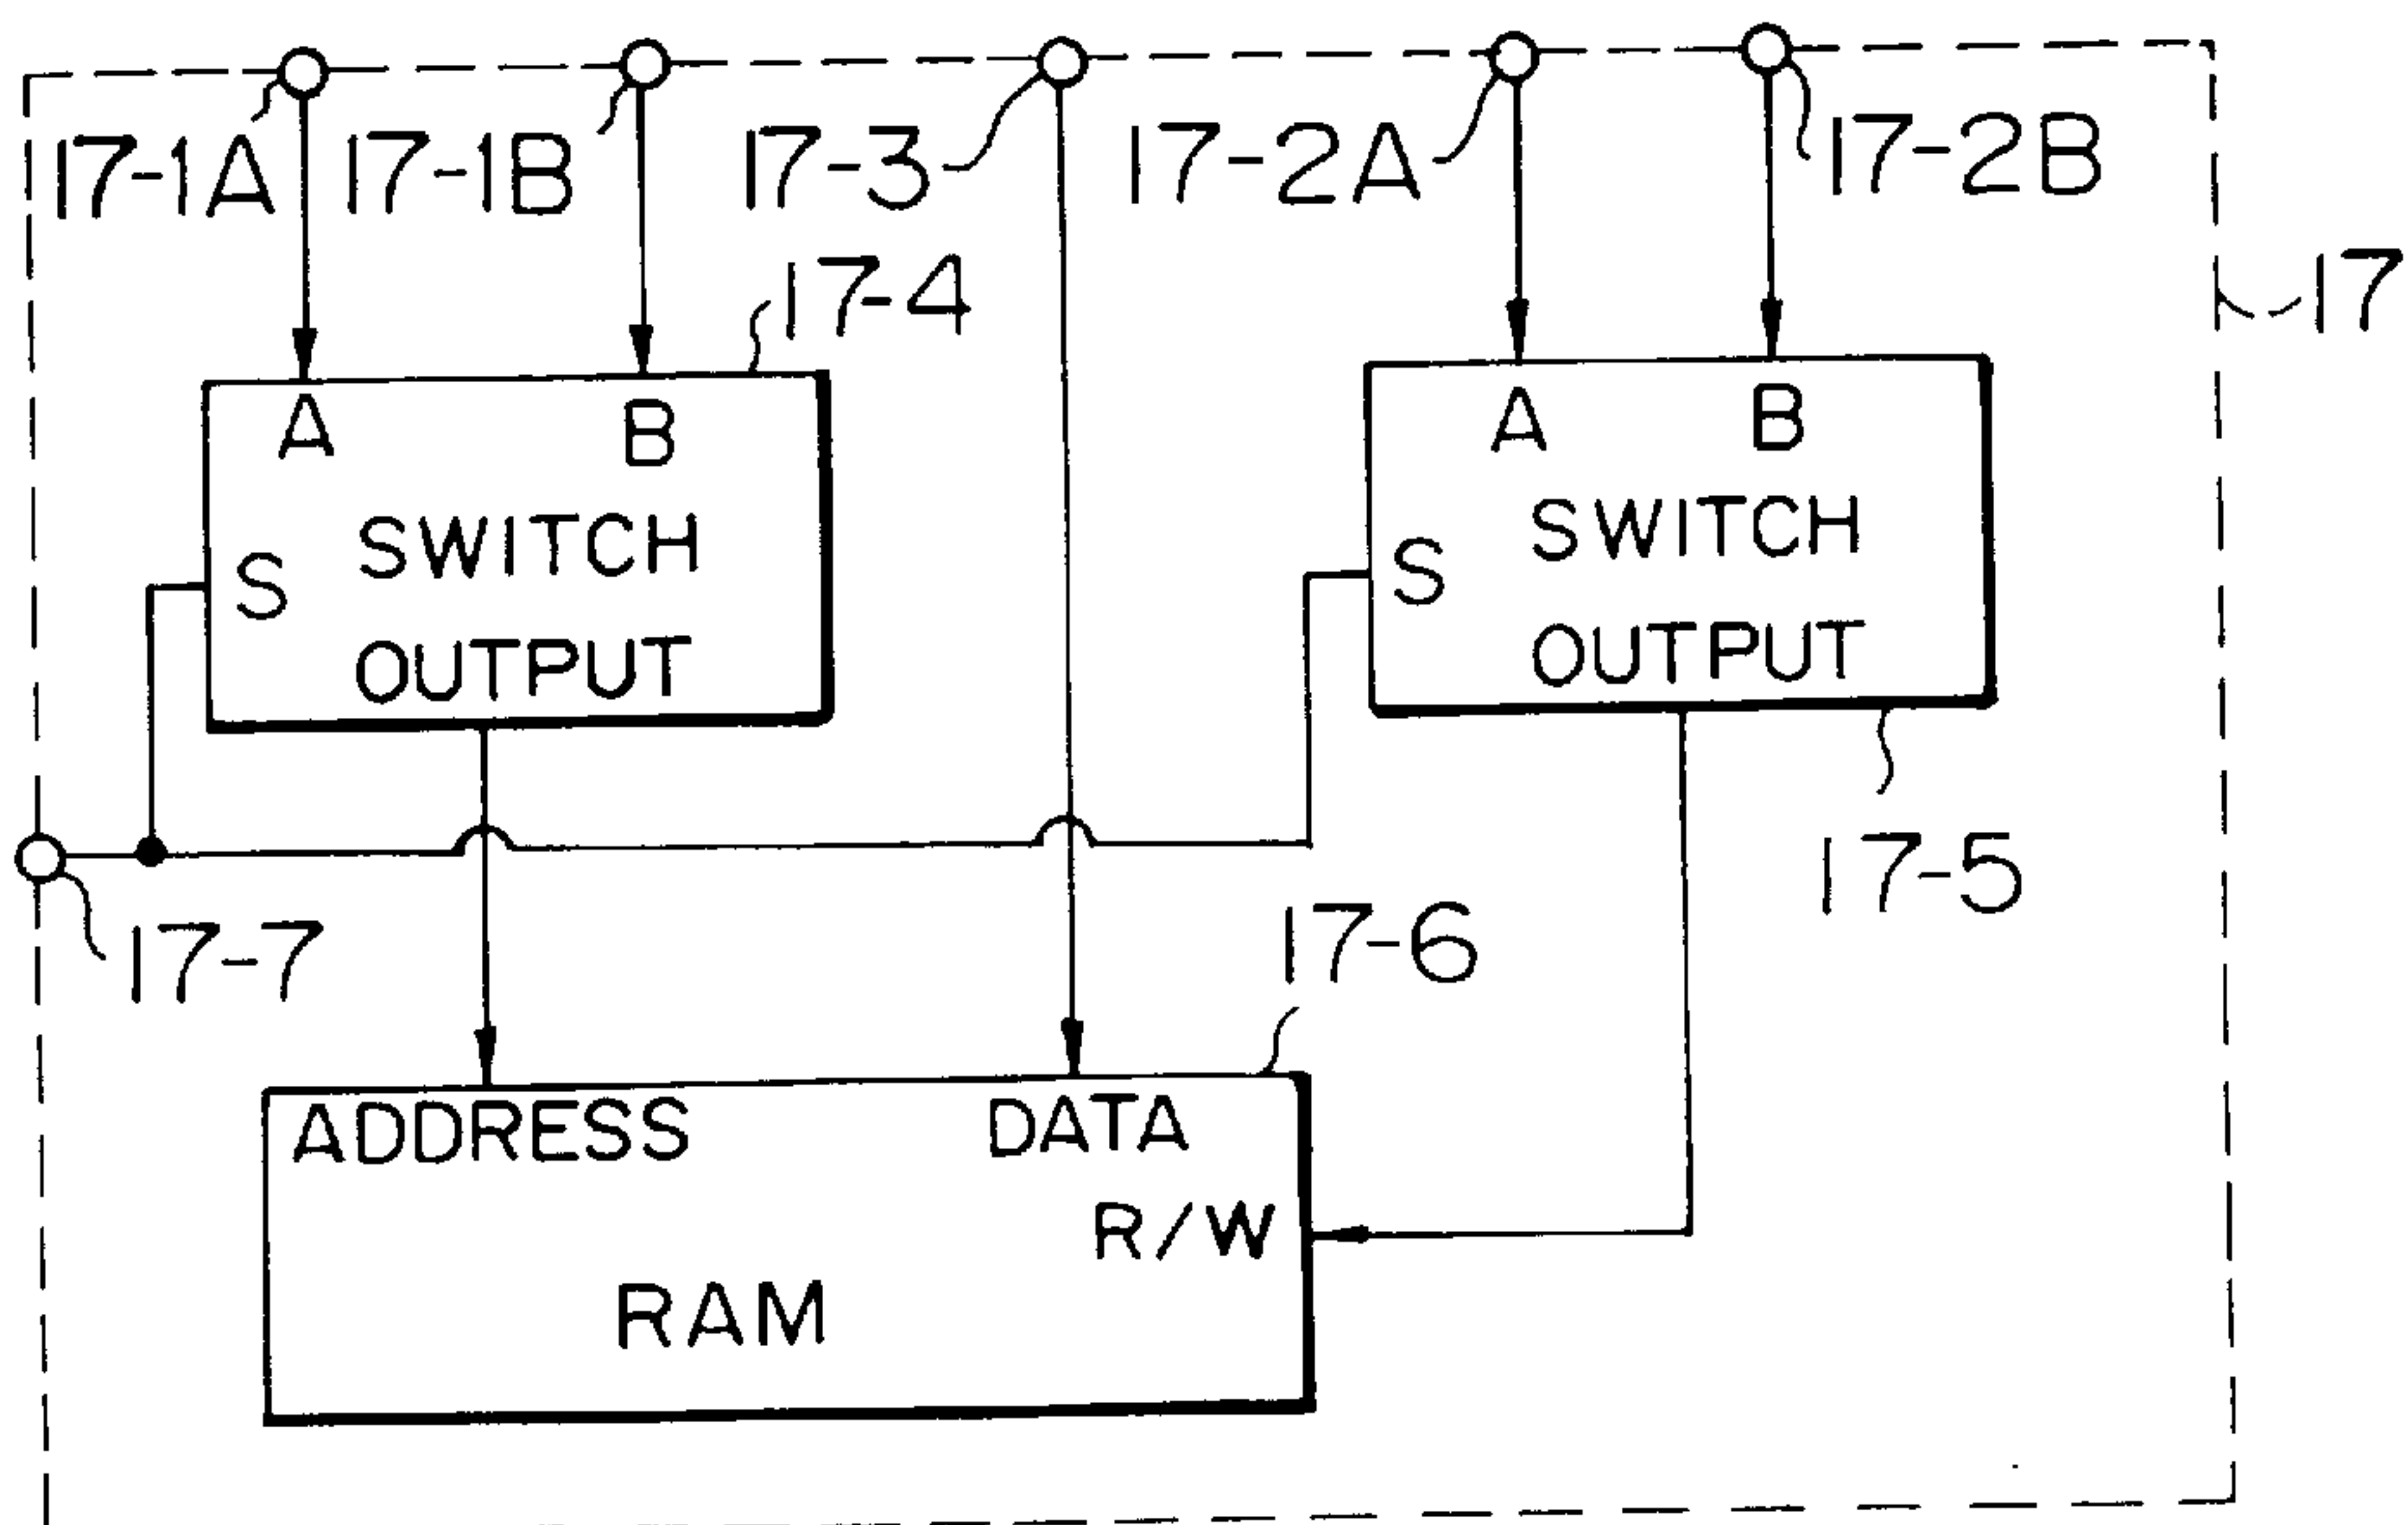 17-1A 17-1B 17-3 17-2A 17-2B
17-4
17
A B
SWITCH
S
OUTPUT
A B
SWITCH
S
OUTPUT
17-5
17-7
17-6
ADDRESS DATA
R/W
RAM